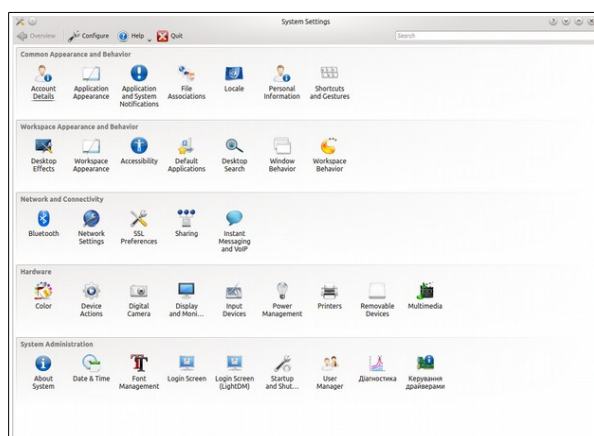 System Settings
Overview Configure Help Quit Search
Common Appearance and Behavior
Account Details
Application Appearance
Application and System Notifications
File Associations
Locale
Personal Information
Shortcuts and Gestures
Workspace Appearance and Behavior
Desktop Effects
Workspace Appearance
Accessibility
Default Applications
Desktop Search
Window Behavior
Workspace Behavior
Network and Connectivity
Bluetooth
Network Settings
SSL Preferences
Sharing
Instant Messaging and VoIP
Hardware
Color
Device Actions
Digital Camera
Display and Moni...
Input Devices
Power Management
Printers
Removable Devices
Multimedia
System Administration
About System
Date & Time
Font Management
Login Screen
Login Screen (LightDM)
Startup and Shut...
User Manager
Діагностика
Керування драйверами